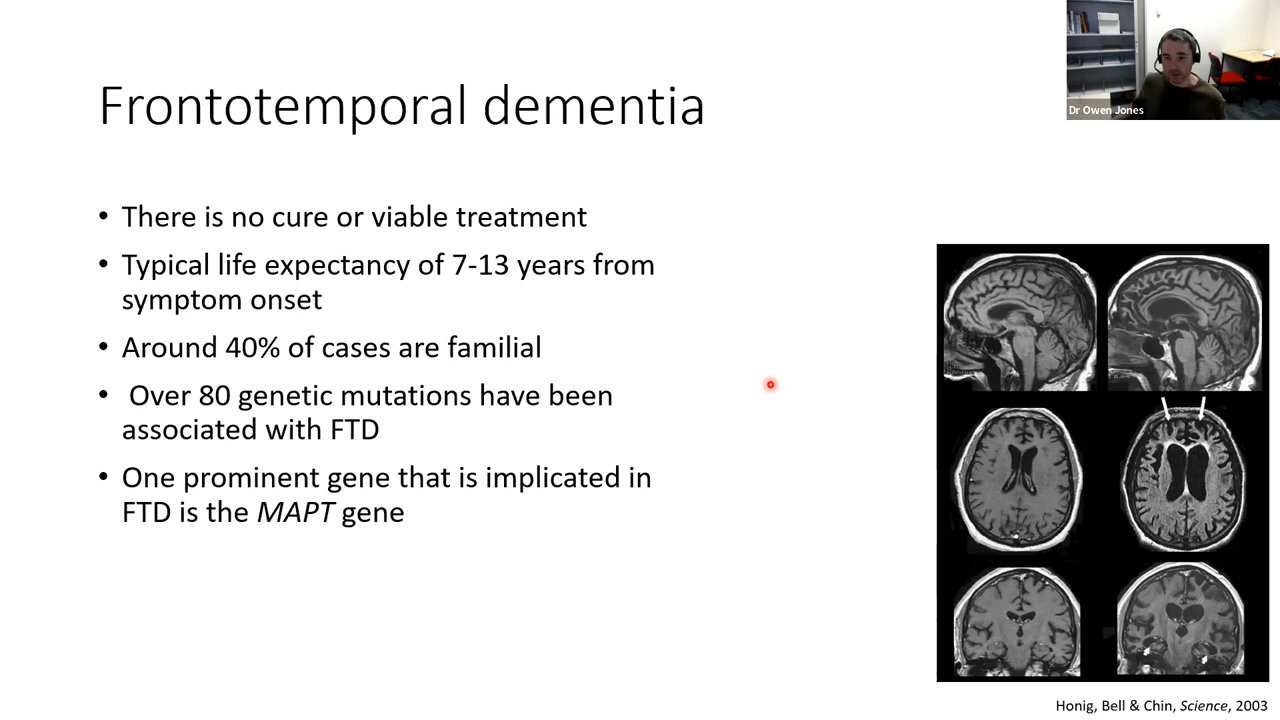 Dr Owen Jones
Frontotemporal dementia
• There is no cure or viable treatment
• Typical life expectancy of 7-13 years from
symptom onset
• Around 40% of cases are familial
• Over 80 genetic mutations have been
associated with FTD
• One prominent gene that is implicated in
FTD is the MAPT gene
Honig, Bell & Chin, Science, 2003